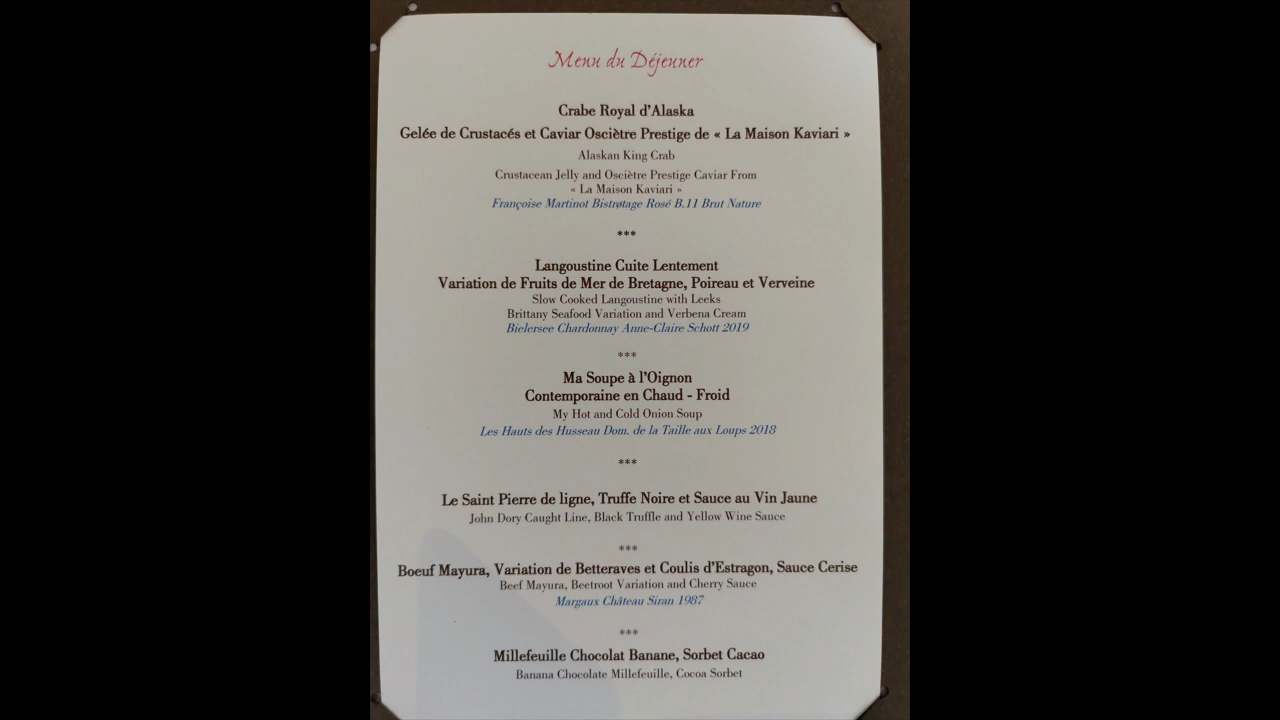 Menu du Déjeuner
Crabe Royal d'Alaska
Gelée de Crustacés et Caviar Osciètre Prestige de « La Maison Kaviari »
Alaskan King Crab
Crustacean Jelly and Osciètre Prestige Caviar From
« La Maison Kaviari »
Françoise Martinot Bistrøtage Rosé B.11 Brut Nature
***
Langoustine Cuite Lentement
Variation de Fruits de Mer de Bretagne, Poireau et Verveine
Slow Cooked Langoustine with Leeks
Brittany Seafood Variation and Verbena Cream
Bielersee Chardonnay Anne-Claire Schott 2019
***
Ma Soupe à l'Oignon
Contemporaine en Chaud - Froid
My Hot and Cold Onion Soup
Les Hauts des Husseau Dom. de la Taille aux Loups 2018
***
Le Saint Pierre de ligne, Truffe Noire et Sauce au Vin Jaune
John Dory Caught Line, Black Truffle and Yellow Wine Sauce
***
Boeuf Mayura, Variation de Betteraves et Coulis d'Estragon, Sauce Cerise
Beef Mayura, Beetroot Variation and Cherry Sauce
Margaux Château Siran 1987
***
Millefeuille Chocolat Banane, Sorbet Cacao
Banana Chocolate Millefeuille, Cocoa Sorbet